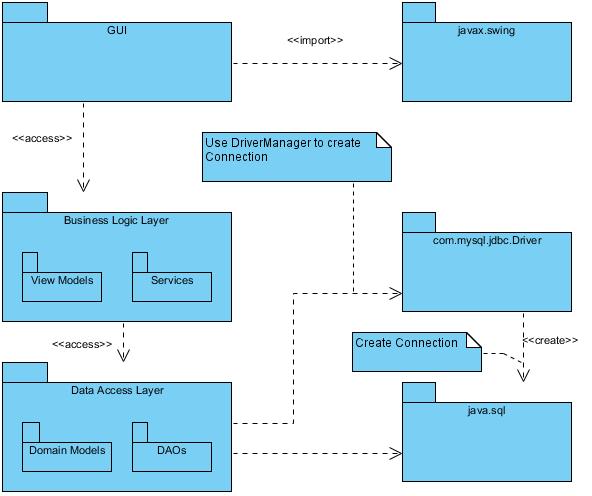 GUI
javax.swing
<<import>>
<<access>>
Use DriverManager to create
Connection
Business Logic Layer
com.mysql.jdbc.Driver
View Models
Services
<<access>>
Create Connection
<<create>>
Data Access Layer
java.sql
Domain Models
DAOs